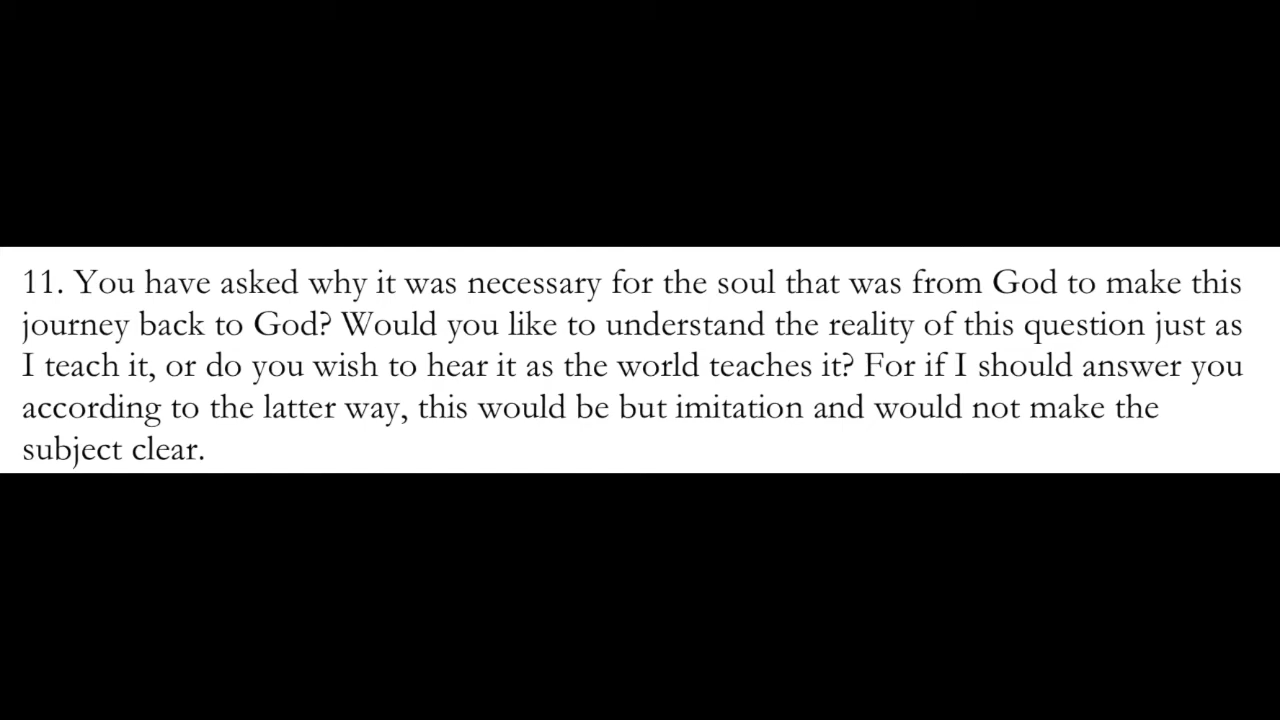 11. You have asked why it was necessary for the soul that was from God to make this
journey back to God? Would you like to understand the reality of this question just as
I teach it, or do you wish to hear it as the world teaches it? For if I should answer you
according to the latter way, this would be but imitation and would not make the
subject clear.